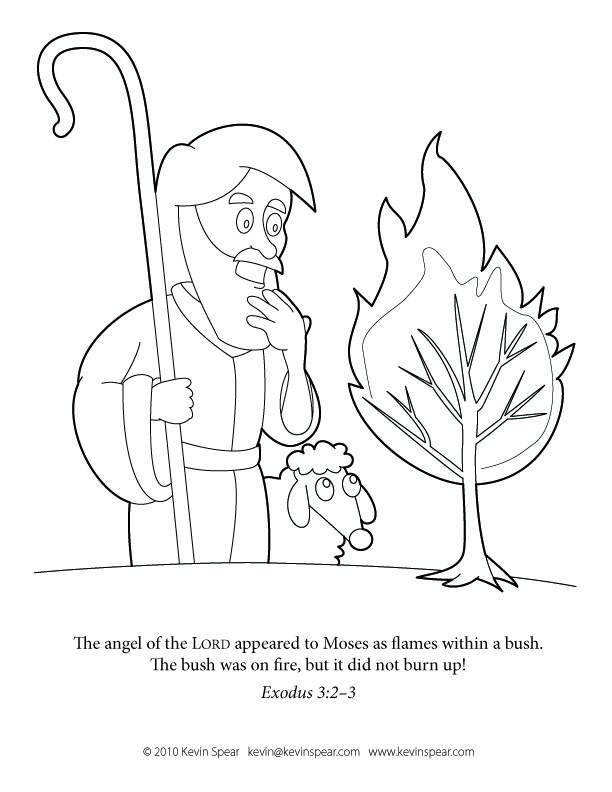 The angel of the LORD appeared to Moses as flames within a bush.
The bush was on fire, but it did not burn up!
Exodus 3:2–3
© 2010 Kevin Spear kevin@kevinspear.com www.kevinspear.com